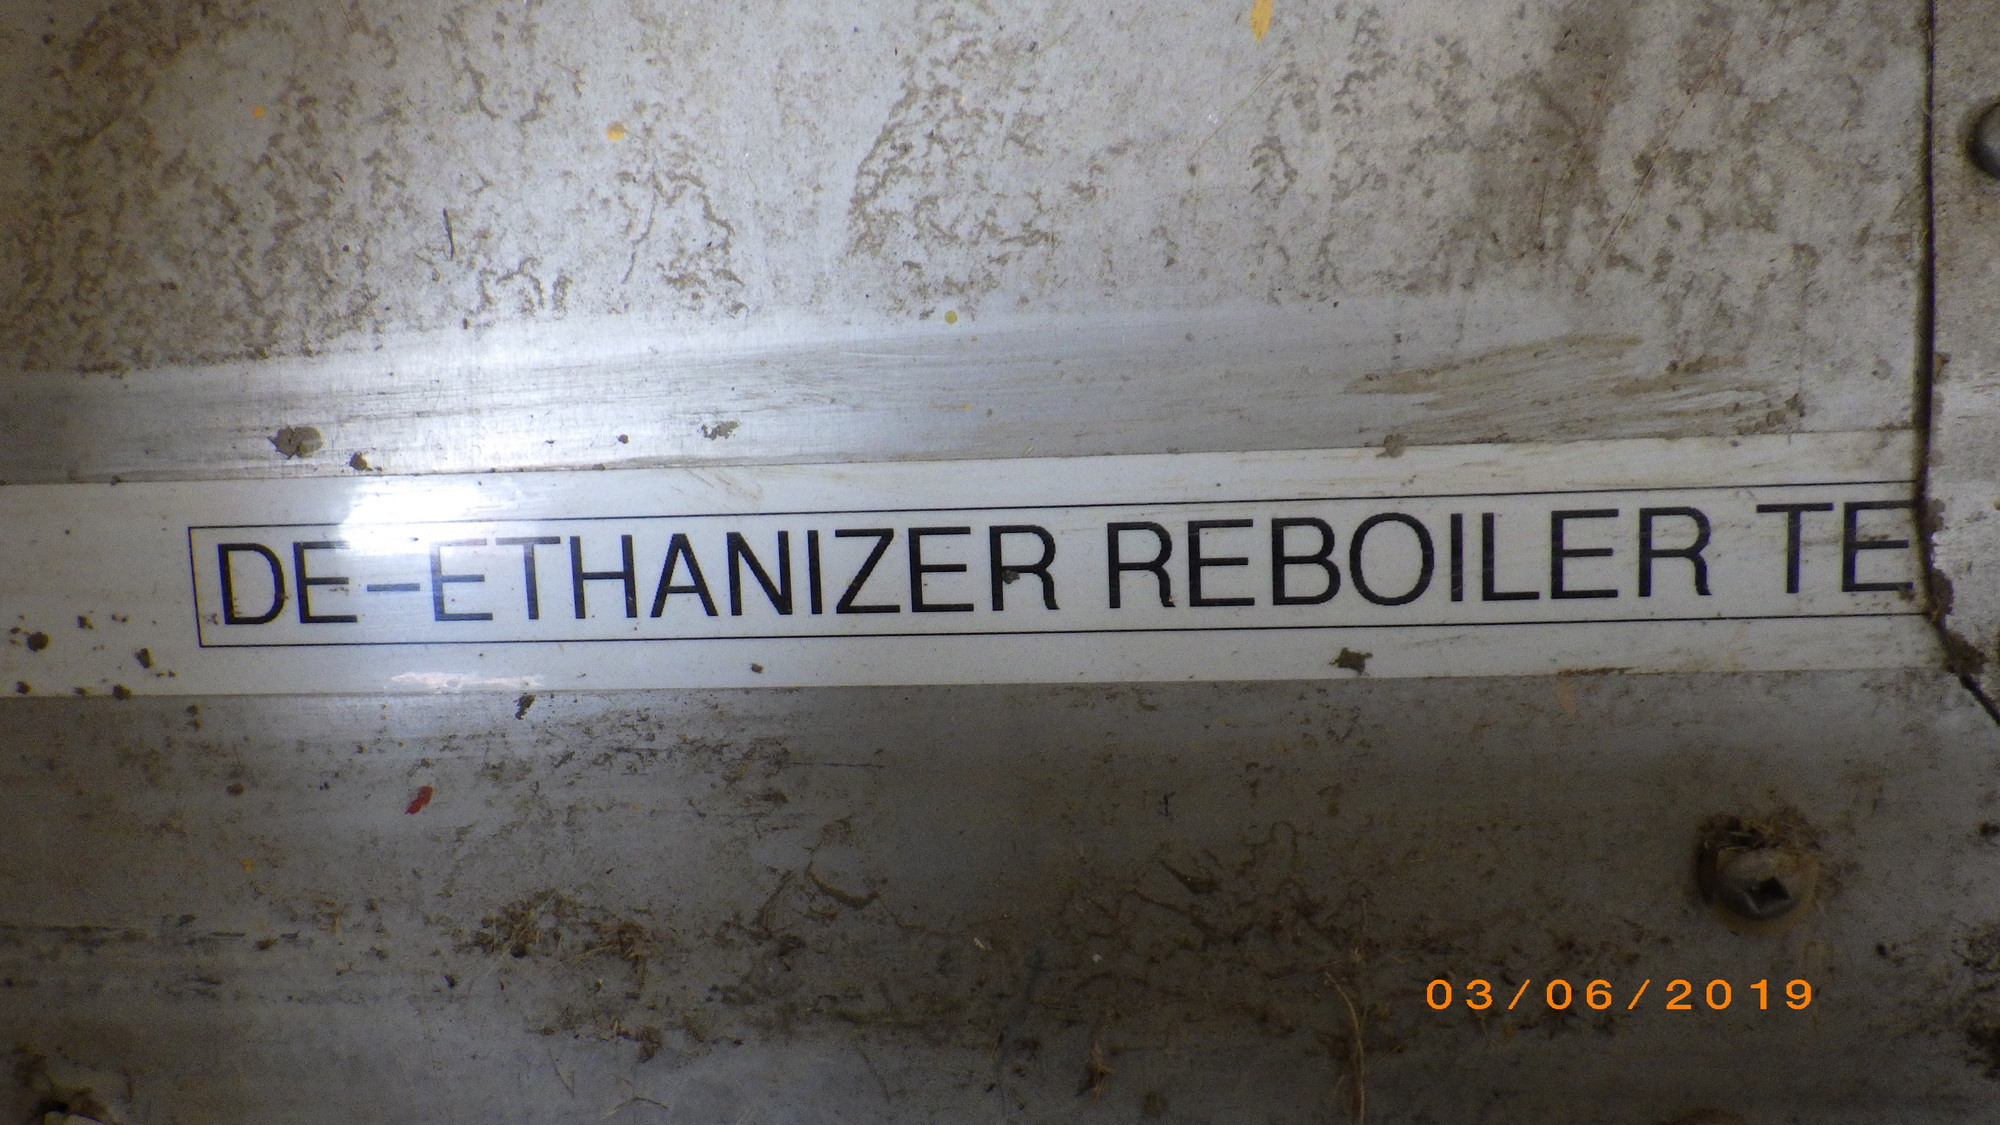 DE-ETHANIZER REBOILER TE
03/06/2019